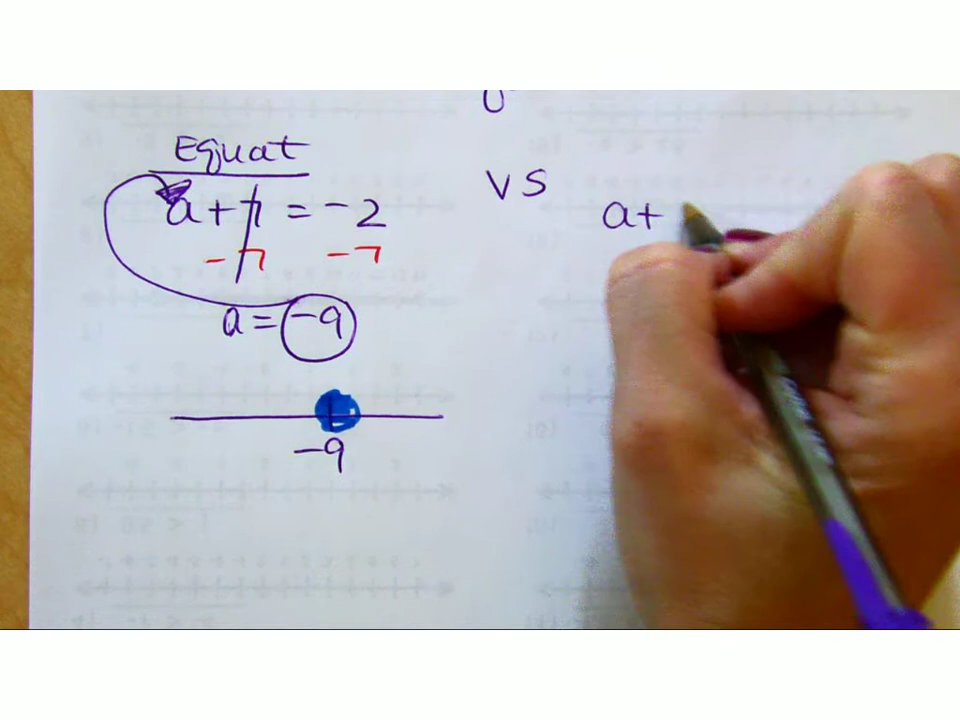 Equat
vs
a + 7 = -2
a+
-7 -7
a = -9
-9